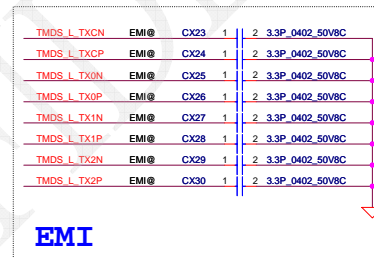 TMDS_L_TXCN EMI@ CX23 1 2 3.3P_0402_50V8C
TMDS_L_TXCP EMI@ CX24 1 2 3.3P_0402_50V8C
TMDS_L_TX0N EMI@ CX25 1 2 3.3P_0402_50V8C
TMDS_L_TX0P EMI@ CX26 1 2 3.3P_0402_50V8C
TMDS_L_TX1N EMI@ CX27 1 2 3.3P_0402_50V8C
TMDS_L_TX1P EMI@ CX28 1 2 3.3P_0402_50V8C
TMDS_L_TX2N EMI@ CX29 1 2 3.3P_0402_50V8C
TMDS_L_TX2P EMI@ CX30 1 2 3.3P_0402_50V8C
EMI